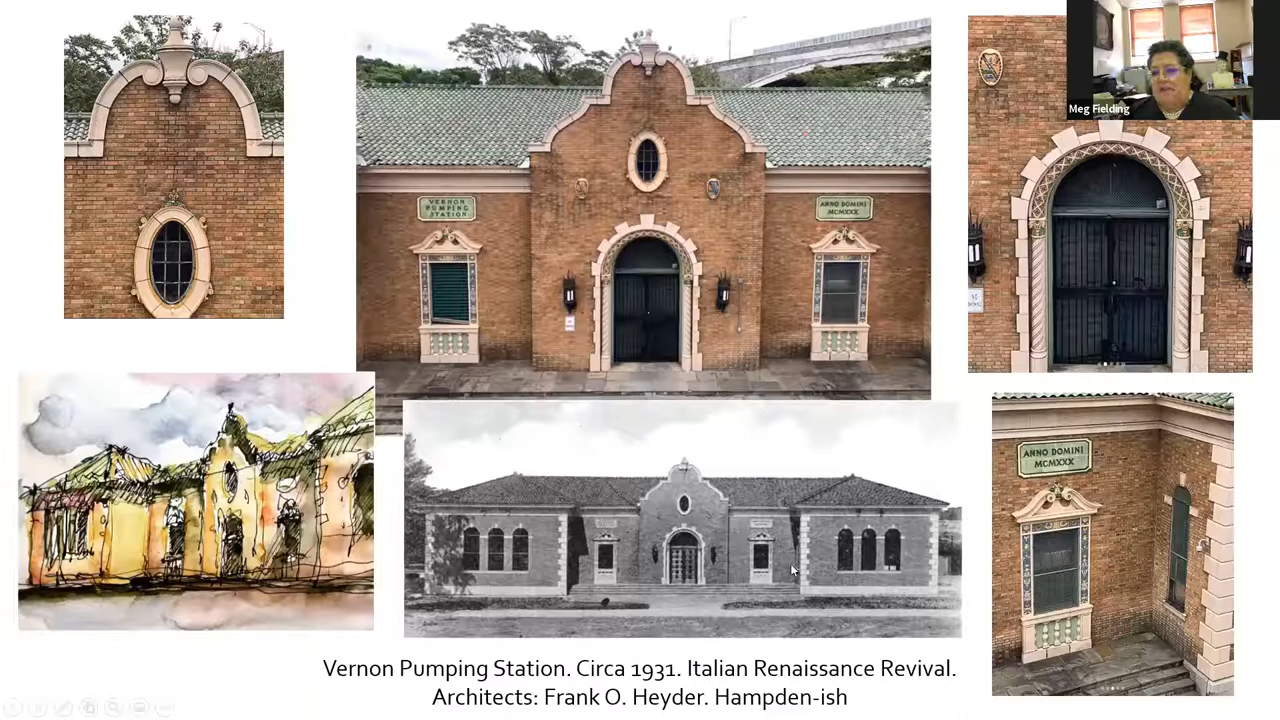 Meg Fielding
VERNON
PUMPING
STATION
ANNO DOMINI
MCMXXX
ANNO DOMINI
MCMXXX
Vernon Pumping Station. Circa 1931. Italian Renaissance Revival.
Architects: Frank O. Heyder. Hampden-ish